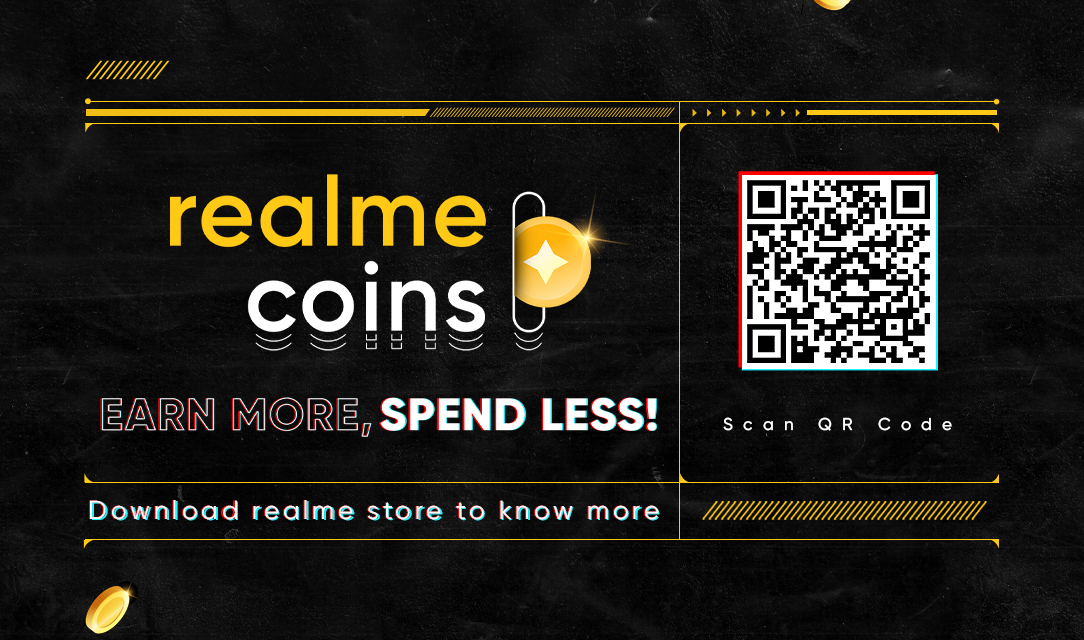 realme
coins
EARN MORE, SPEND LESS!
Scan QR Code
Download realme store to know more